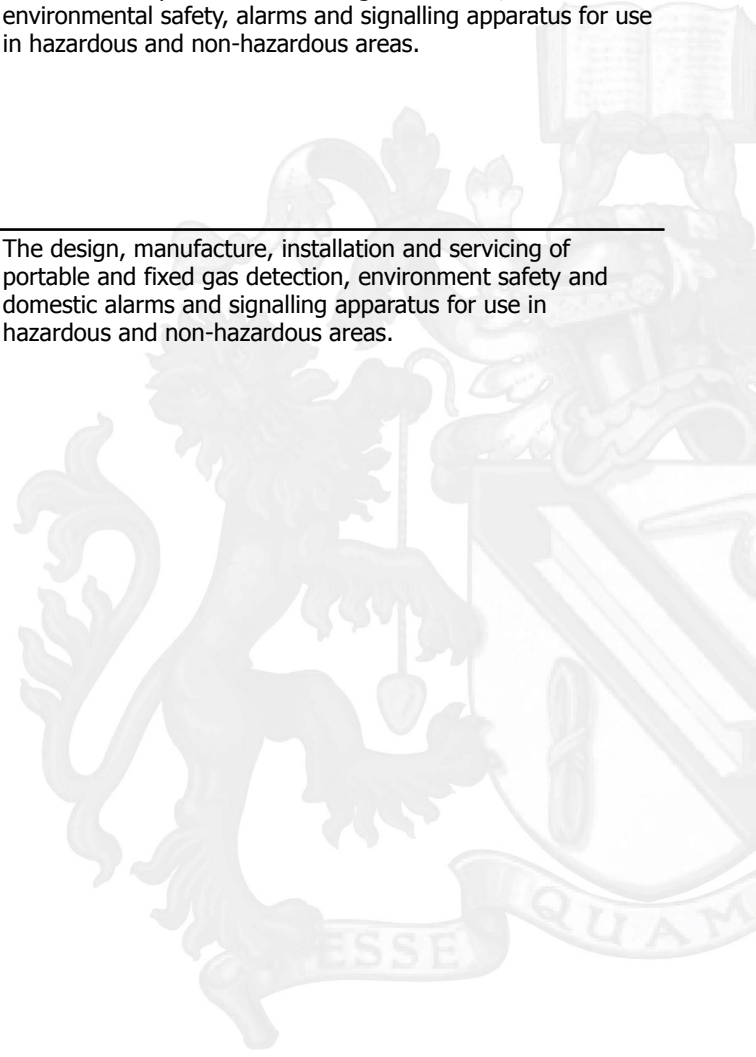 environmental safety, alarms and signalling apparatus for use
in hazardous and non-hazardous areas.
The design, manufacture, installation and servicing of
portable and fixed gas detection, environment safety and
domestic alarms and signalling apparatus for use in
hazardous and non-hazardous areas.
ESSE QUAM